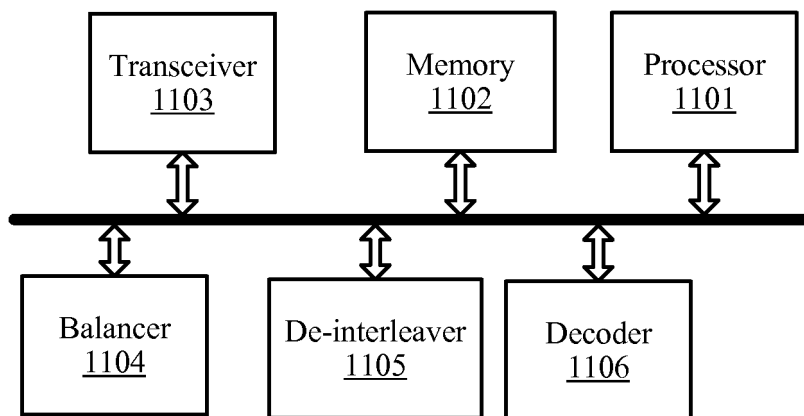 Transceiver
1103
Memory
1102
Processor
1101
Balancer
1104
De-interleaver
1105
Decoder
1106